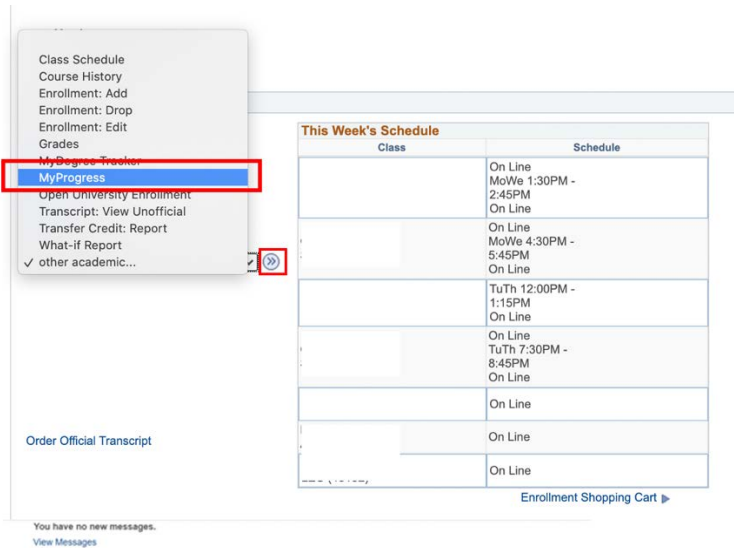 Class Schedule
Course History
Enrollment: Add
Enrollment: Drop
Enrollment: Edit
Grades
MyDegree Tracker
MyProgress
Open University Enrollment
Transcript: View Unofficial
Transfer Credit: Report
What-if Report
✓ other academic...
This Week's Schedule
Class Schedule
On Line
MoWe 1:30PM -
2:45PM
On Line
On Line
MoWe 4:30PM -
5:45PM
On Line
TuTh 12:00PM -
1:15PM
On Line
On Line
TuTh 7:30PM -
8:45PM
On Line
On Line
On Line
On Line
Order Official Transcript
Enrollment Shopping Cart
You have no new messages.
View Messages